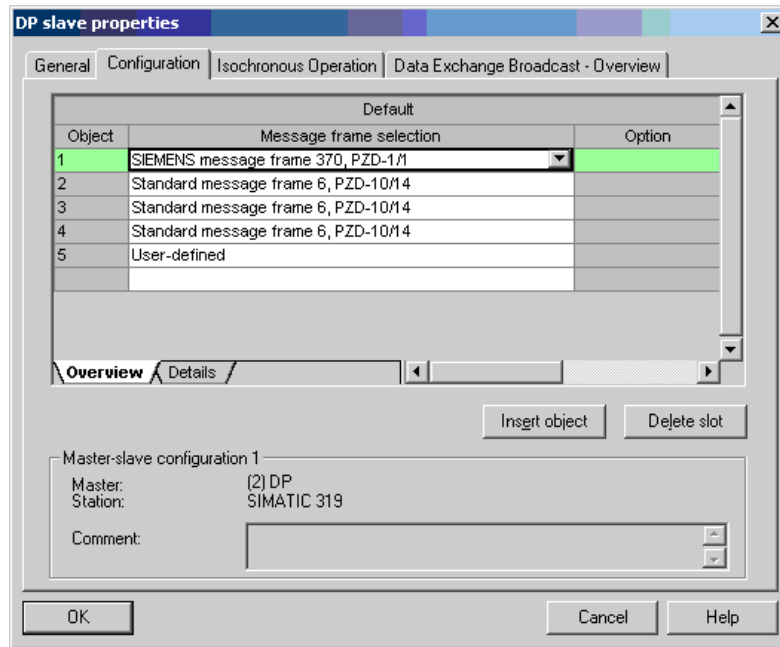 DP slave properties
General Configuration Isochronous Operation Data Exchange Broadcast - Overview
Default
Object Message frame selection Option
1 SIEMENS message frame 370, PZD-1/1
2 Standard message frame 6, PZD-10/14
3 Standard message frame 6, PZD-10/14
4 Standard message frame 6, PZD-10/14
5 User-defined
Overview Details
Insert object Delete slot
Master-slave configuration 1
Master: (2) DP
Station: SIMATIC 319
Comment:
OK Cancel Help